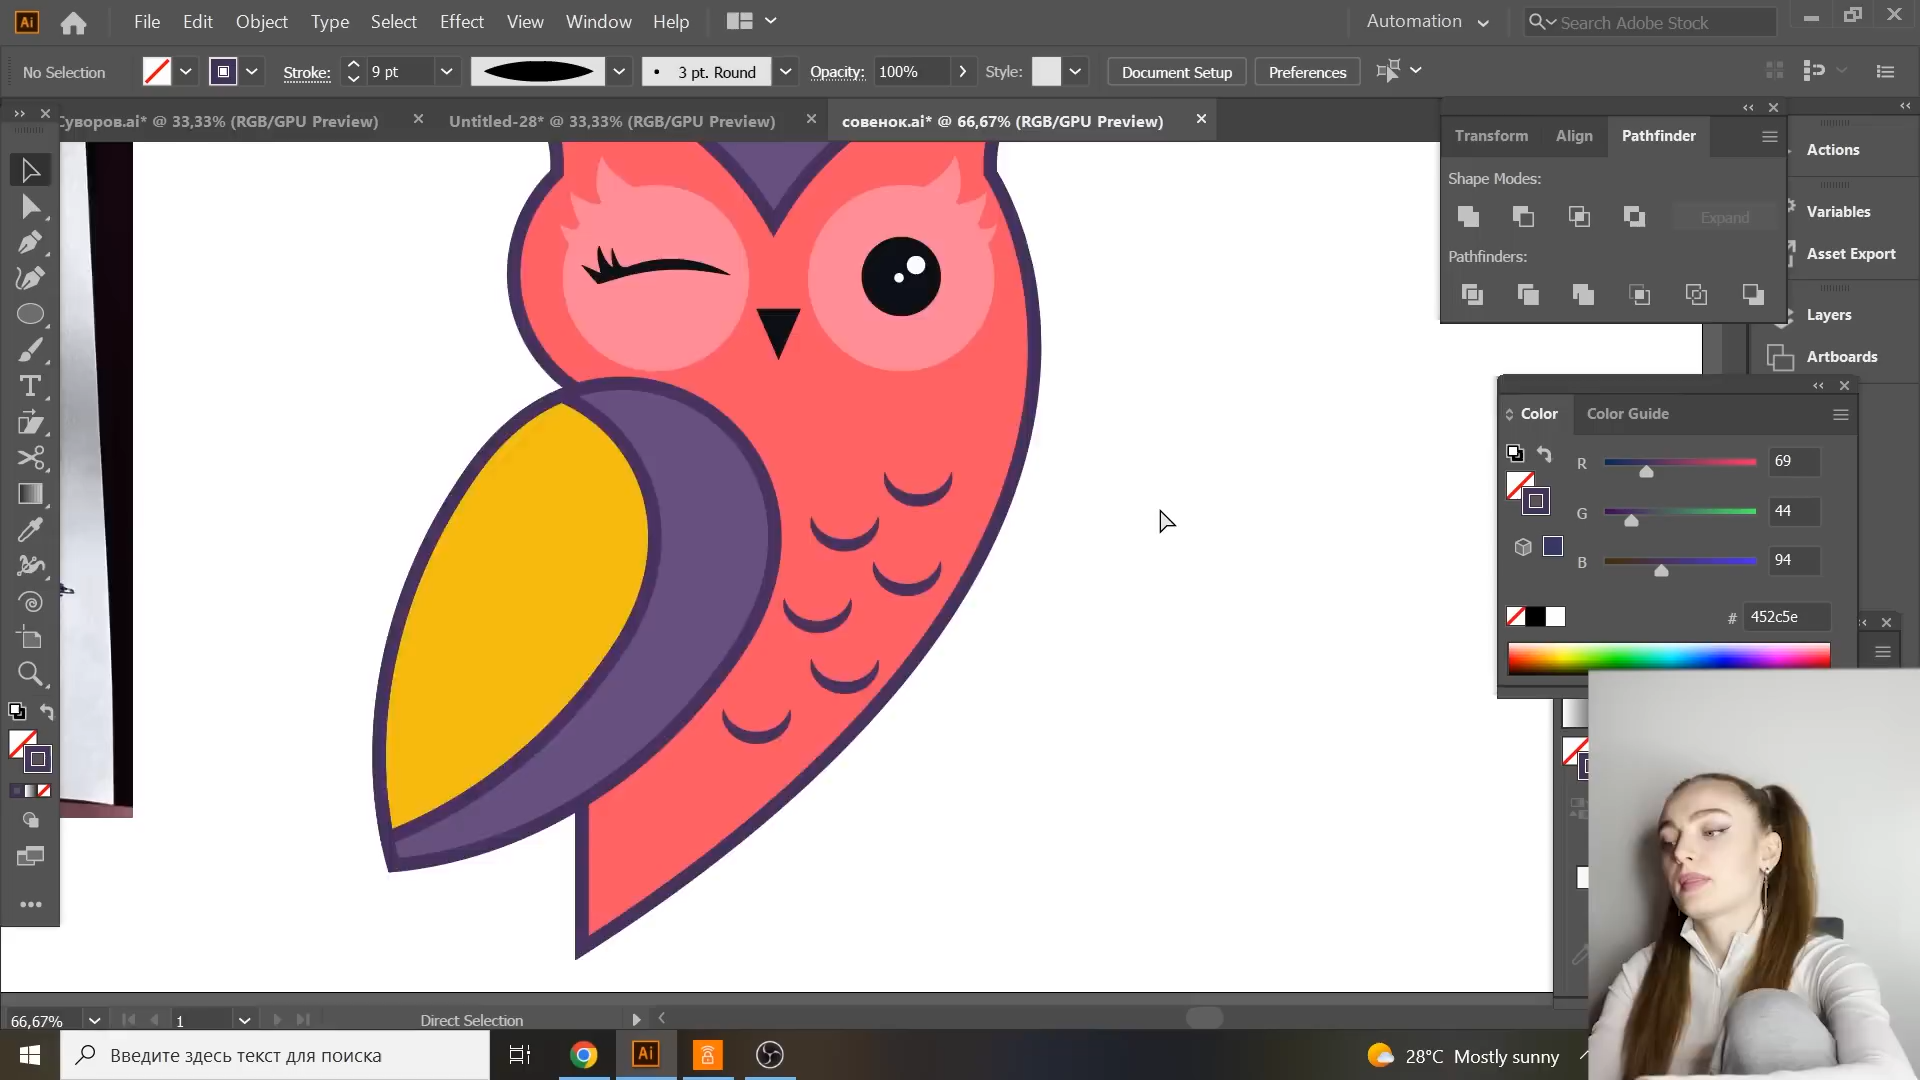 Ai File Edit Object Type Select Effect View Window Help Automation Search Adobe Stock
No Selection Stroke: 9 pt 3 pt. Round Opacity: 100% Style: Document Setup Preferences
Суворов.ai* @ 33,33% (RGB/GPU Preview) Untitled-28* @ 33,33% (RGB/GPU Preview) совенок.ai* @ 66,67% (RGB/GPU Preview)
Transform Align Pathfinder
Shape Modes:
Expand
Pathfinders:
Actions
Variables
Asset Export
Layers
Artboards
Color Color Guide
R 69
G 44
B 94
# 452c5e
66,67% 1 Direct Selection
Введите здесь текст для поиска Ai 28°C Mostly sunny